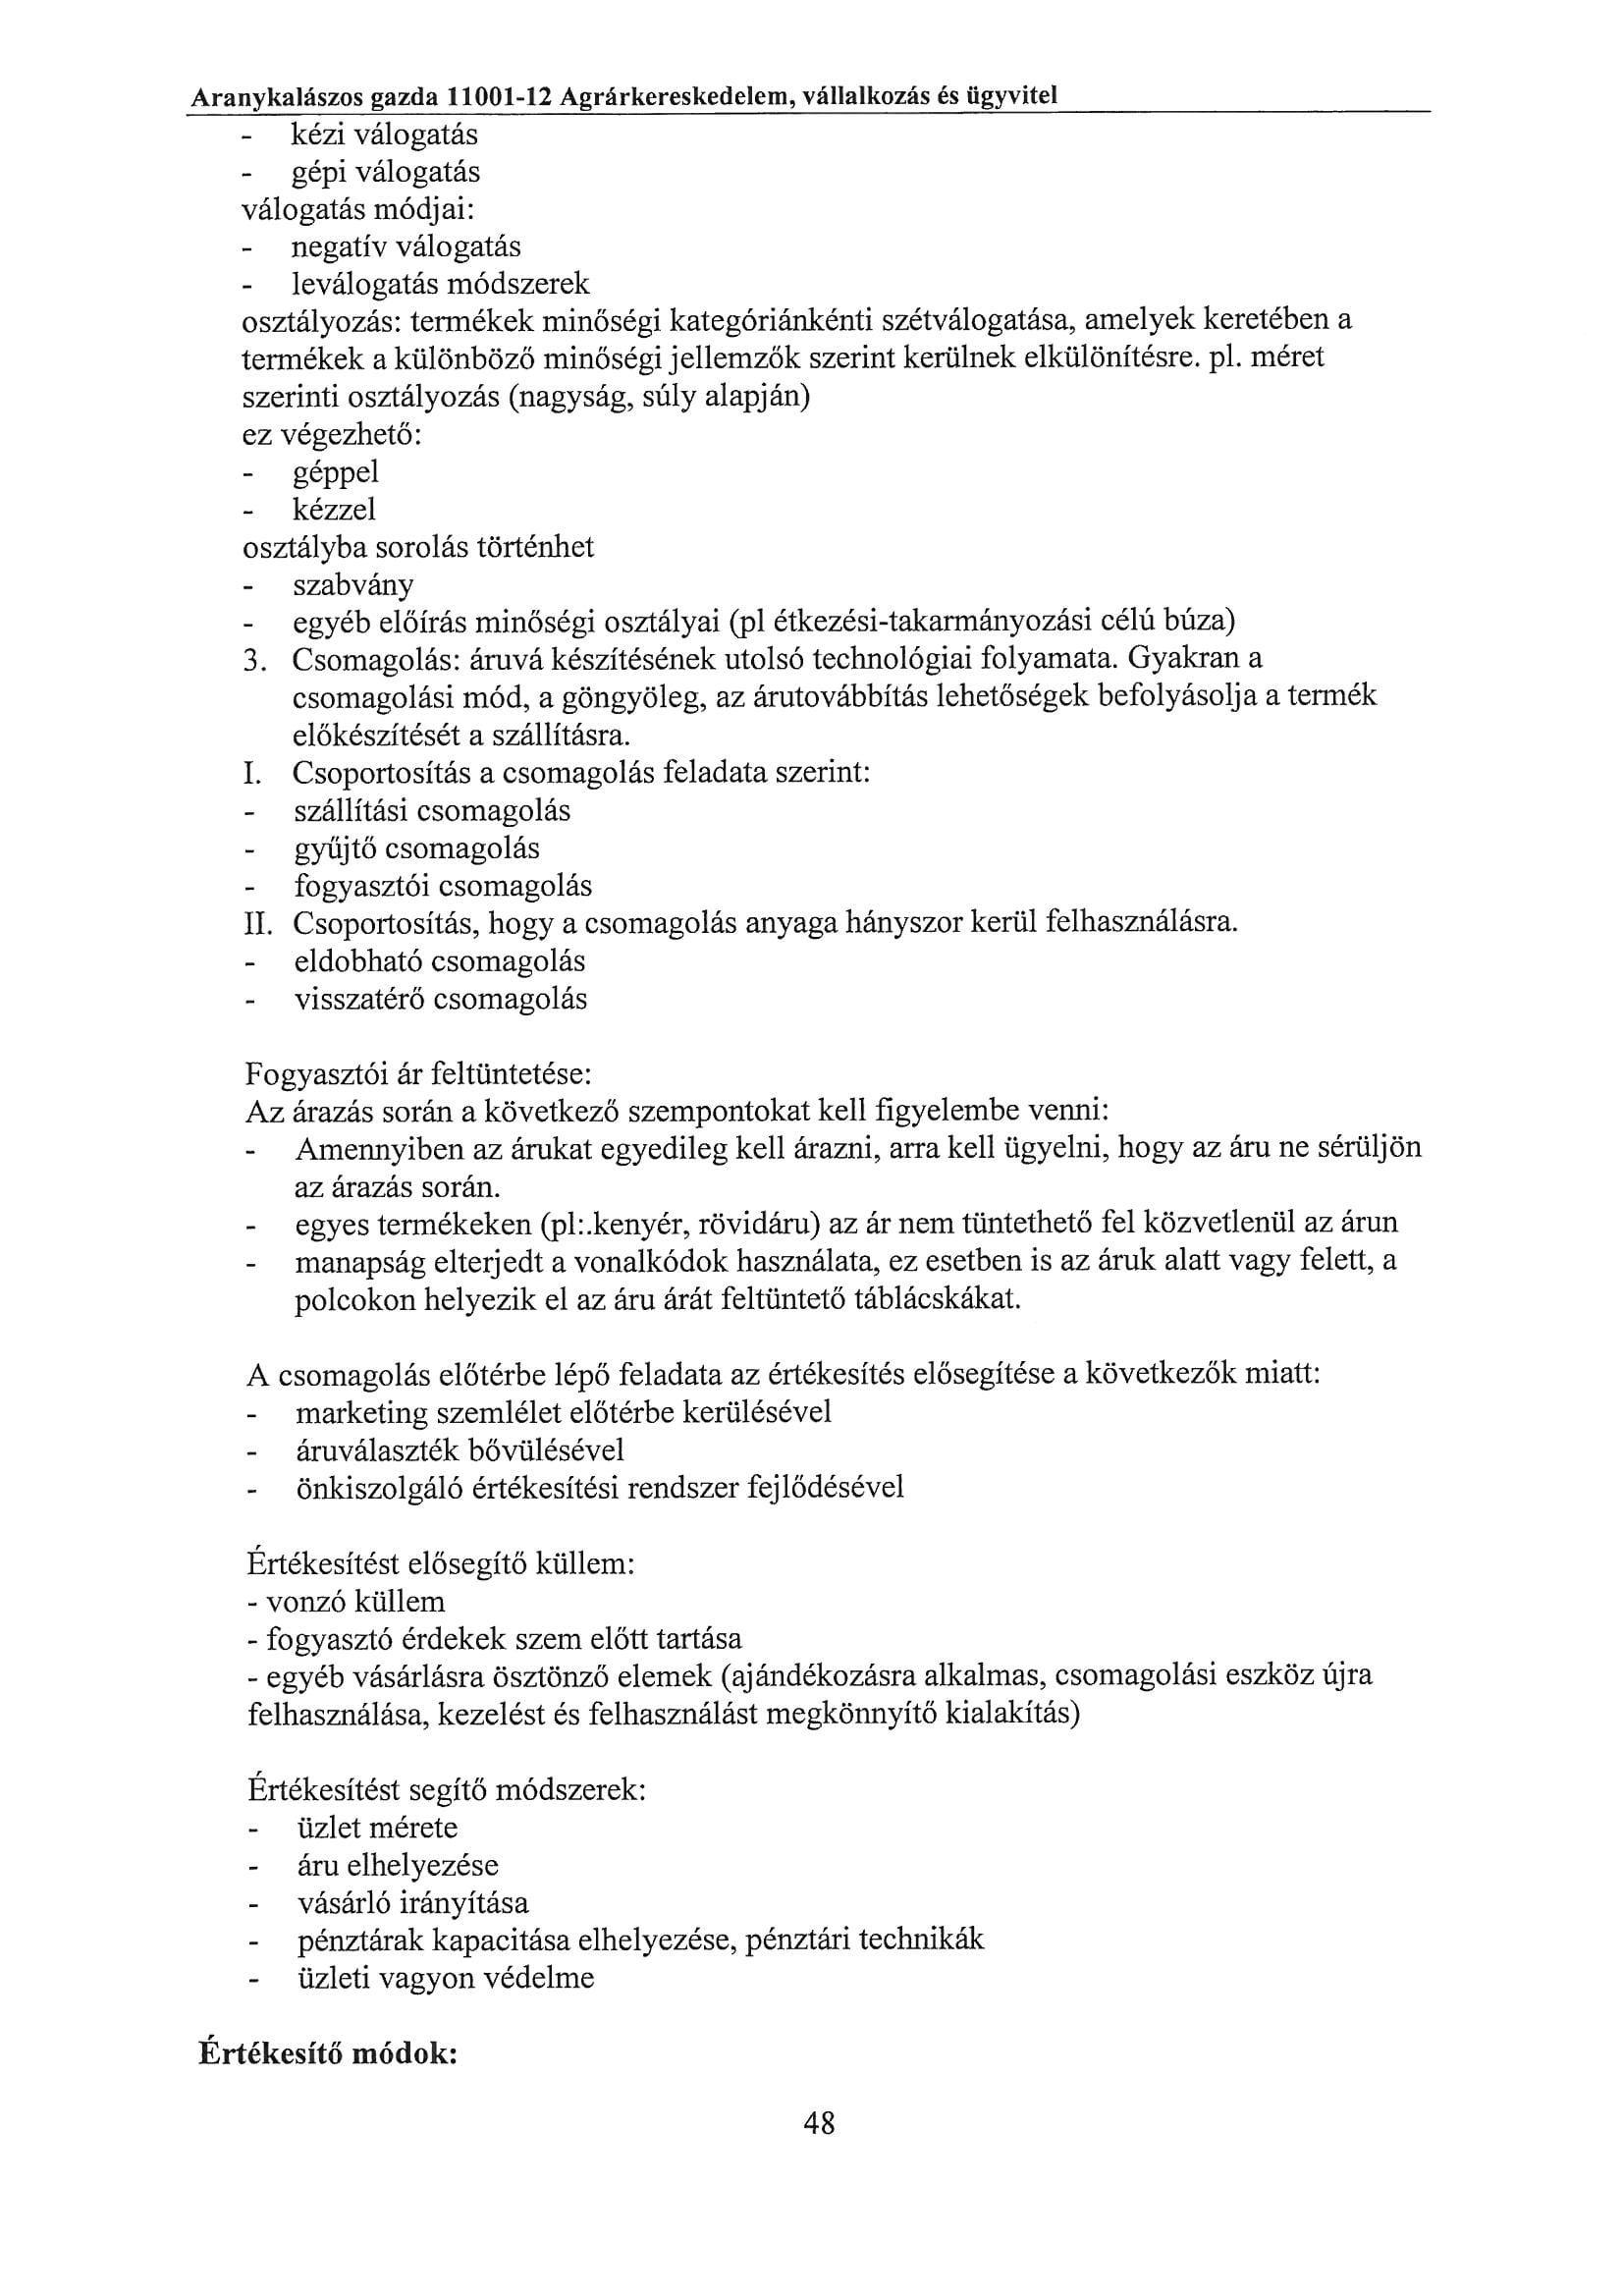 Aranykalászos gazda 11001-12 Agrárkereskedelem, vállalkozás és ügyvitel
- kézi válogatás
- gépi válogatás
válogatás módjai:
- negatív válogatás
- leválogatás módszerek
osztályozás: termékek minőségi kategóriánkénti szétválogatása, amelyek keretében a
termékek a különböző minőségi jellemzők szerint kerülnek elkülönítésre. pl. méret
szerinti osztályozás (nagyság, súly alapján)
ez végezhető:
- géppel
- kézzel
osztályba sorolás történhet
- szabvány
- egyéb előírás minőségi osztályai (pl étkezési-takarmányozási célú búza)
3. Csomagolás: áruvá készítésének utolsó technológiai folyamata. Gyakran a
csomagolási mód, a göngyöleg, az árutovábbítás lehetőségek befolyásolja a termék
előkészítését a szállításra.
I. Csoportosítás a csomagolás feladata szerint:
- szállítási csomagolás
- gyűjtő csomagolás
- fogyasztói csomagolás
II. Csoportosítás, hogy a csomagolás anyaga hányszor kerül felhasználásra.
- eldobható csomagolás
- visszatérő csomagolás
Fogyasztói ár feltüntetése:
Az árazás során a következő szempontokat kell figyelembe venni:
- Amennyiben az árukat egyedileg kell árazni, arra kell ügyelni, hogy az áru ne sérüljön
az árazás során.
- egyes termékeken (pl:.kenyér, rövidáru) az ár nem tüntethető fel közvetlenül az árun
- manapság elterjedt a vonalkódok használata, ez esetben is az áruk alatt vagy felett, a
polcokon helyezik el az áru árát feltüntető táblácskákat.
A csomagolás előtérbe lépő feladata az értékesítés elősegítése a következők miatt:
- marketing szemlélet előtérbe kerülésével
- áruválaszték bővülésével
- önkiszolgáló értékesítési rendszer fejlődésével
Értékesítést elősegítő küllem:
- vonzó küllem
- fogyasztó érdekek szem előtt tartása
- egyéb vásárlásra ösztönző elemek (ajándékozásra alkalmas, csomagolási eszköz újra
felhasználása, kezelést és felhasználást megkönnyítő kialakítás)
Értékesítést segítő módszerek:
- üzlet mérete
- áru elhelyezése
- vásárló irányítása
- pénztárak kapacitása elhelyezése, pénztári technikák
- üzleti vagyon védelme
Értékesítő módok:
48